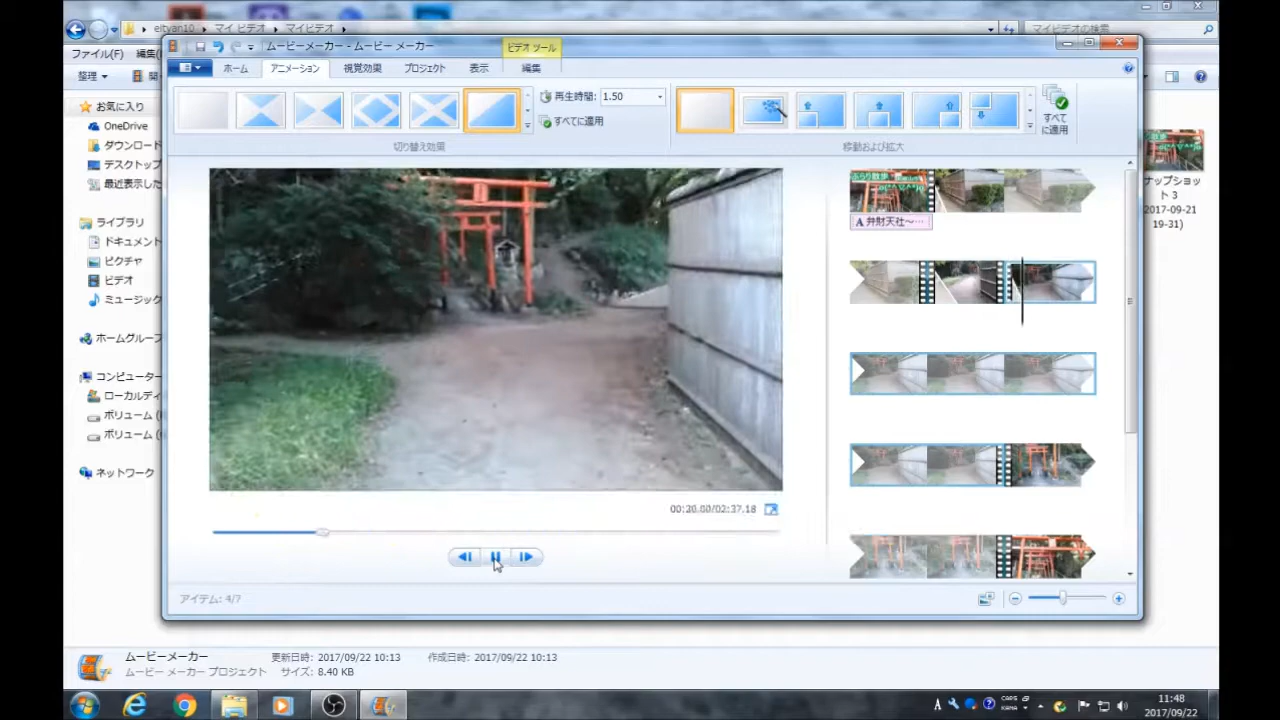 eltyan10 ▸ マイ ビデオ ▸ マイビデオ ▸
マイビデオの検索
ファイル(F)
ムービーメーカー - ムービー メーカー
ビデオ ツール
ホーム
アニメーション
視覚効果
プロジェクト
表示
編集
整理 ▼
お気に入り
OneDrive
ダウンロード
デスクトップ
最近表示した
ライブラリ
ドキュメント
ピクチャ
ビデオ
ミュージック
ホームグループ
コンピューター
ローカルディ
ボリューム (
ボリューム (
ネットワーク
再生時間: 1.50
すべてに適用
切り替え効果
すべて
に適用
移動および拡大
ぶらり散歩
A 弁財天社～…
ナップショッ
ト 3
2017-09-21
19-31)
00:20.00/02:37.18
アイテム: 4/7
ムービーメーカー
更新日時: 2017/09/22 10:13
作成日時: 2017/09/22 10:13
ムービー メーカー プロジェクト
サイズ: 8.40 KB
A
CAPS
KANA
11:48
2017/09/22